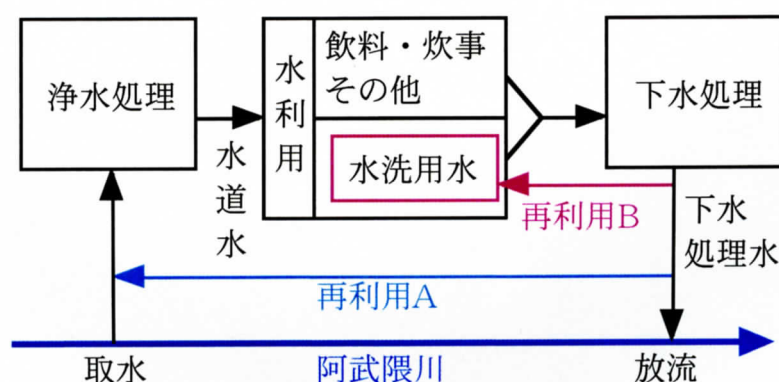 浄水処理
水利用
飲料・炊事
その他
水洗用水
下水処理
水道水
再利用B
下水
処理水
再利用A
取水
阿武隈川
放流